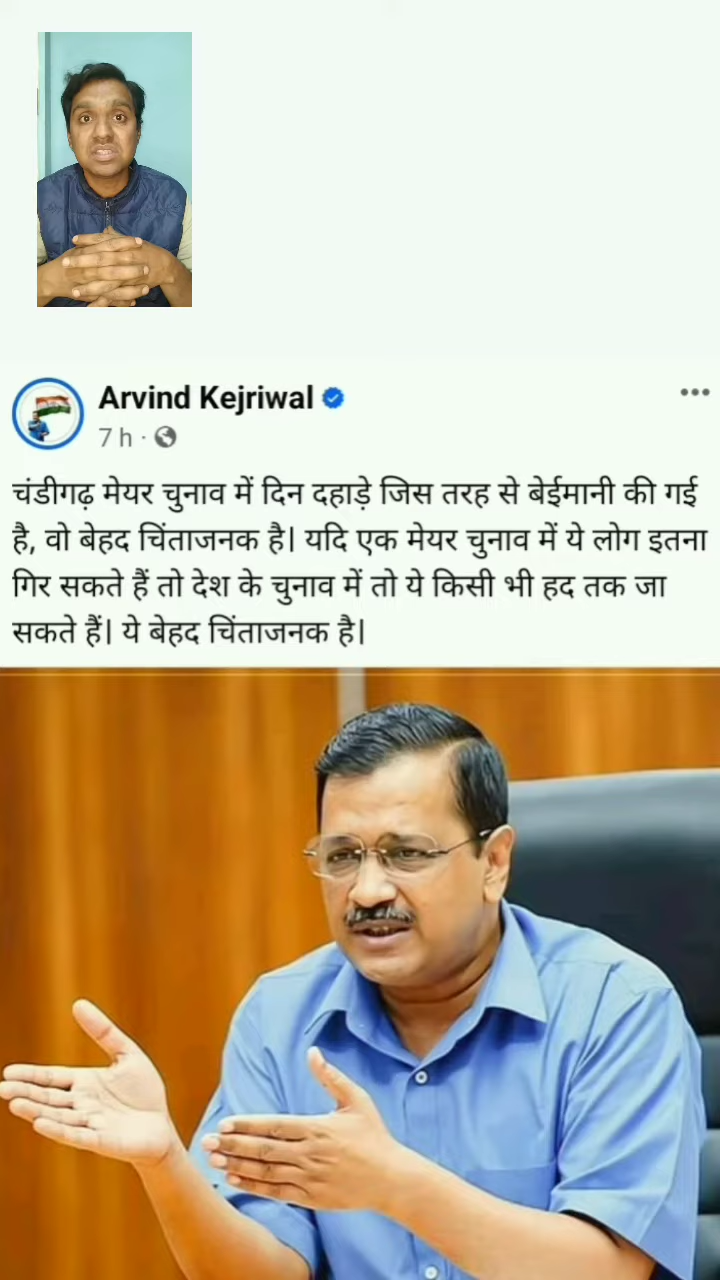 Arvind Kejriwal
7 h ·
चंडीगढ़ मेयर चुनाव में दिन दहाड़े जिस तरह से बेईमानी की गई
है, वो बेहद चिंताजनक है। यदि एक मेयर चुनाव में ये लोग इतना
गिर सकते हैं तो देश के चुनाव में तो ये किसी भी हद तक जा
सकते हैं। ये बेहद चिंताजनक है।